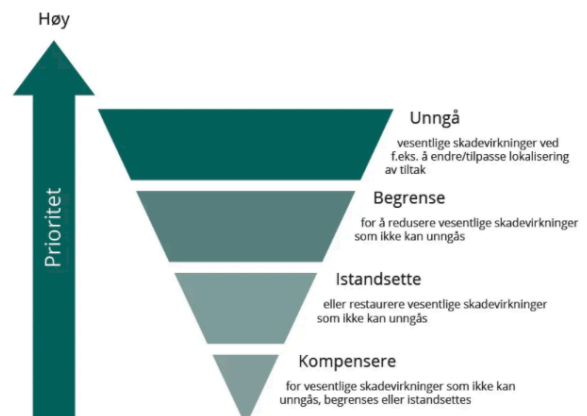 Høy
Prioritet
Unngå
vesentlige skadevirkninger ved
f.eks. å endre/tilpasse lokalisering
av tiltak
Begrense
for å redusere vesentlige skadevirkninger
som ikke kan unngås
Istandsette
eller restaurere vesentlige skadevirkninger
som ikke kan unngås
Kompensere
for vesentlige skadevirkninger som ikke kan
unngås, begrenses eller istandsettes